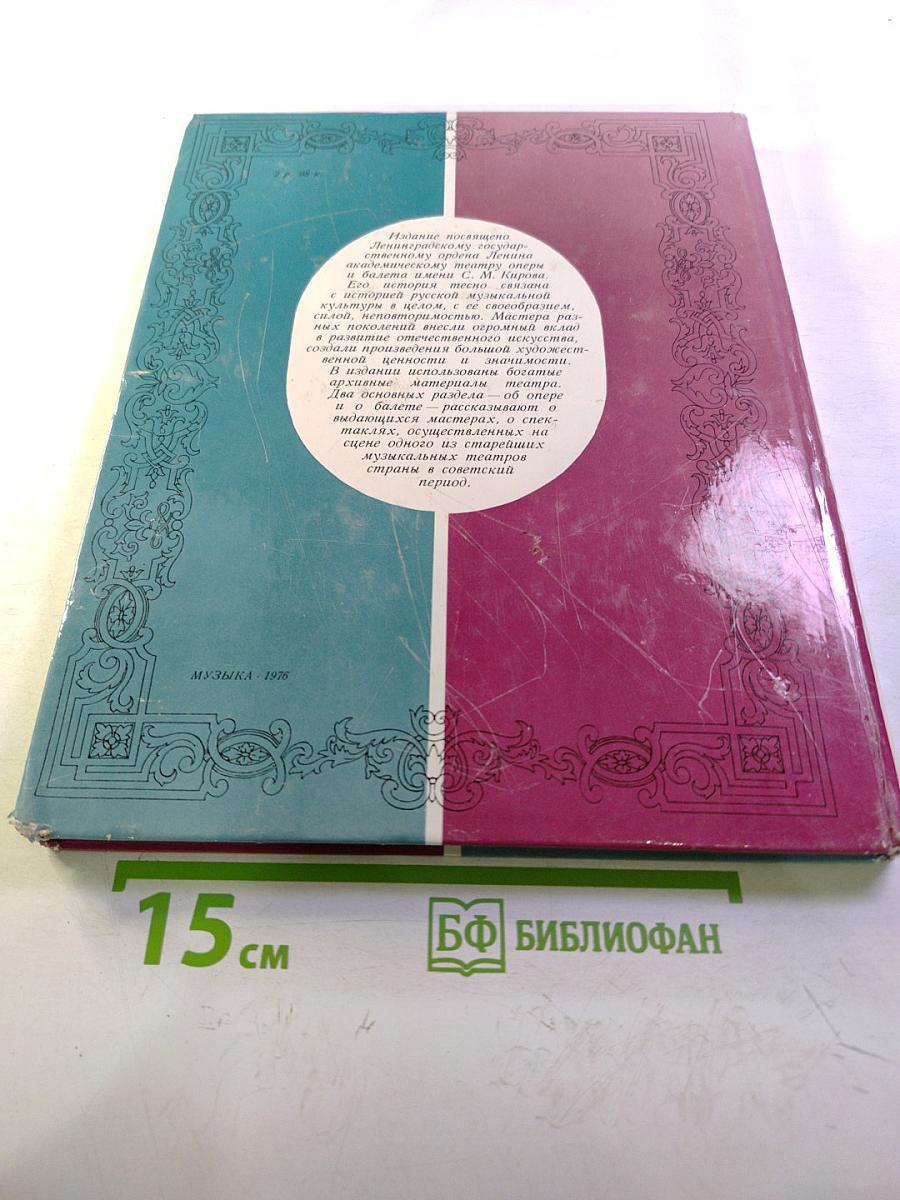 2 р. 98 к.
Издание посвящено
Ленинградскому государ-
ственному ордена Ленина
академическому театру оперы
и балета имени С. М. Кирова.
Его история тесно связана
с историей русской музыкальной
культуры в целом, с ее своеобразием,
силой, неповторимостью. Мастера раз-
ных поколений внесли огромный вклад
в развитие отечественного искусства,
создали произведения большой художест-
венной ценности и значимости.
В издании использованы богатые
архивные материалы театра.
Два основных раздела — об опере
и о балете — рассказывают о
выдающихся мастерах, о спек-
таклях, осуществленных на
сцене одного из старейших
музыкальных театров
страны в советский
период.
МУЗЫКА · 1976
15 см
БФ БИБЛИОФАН